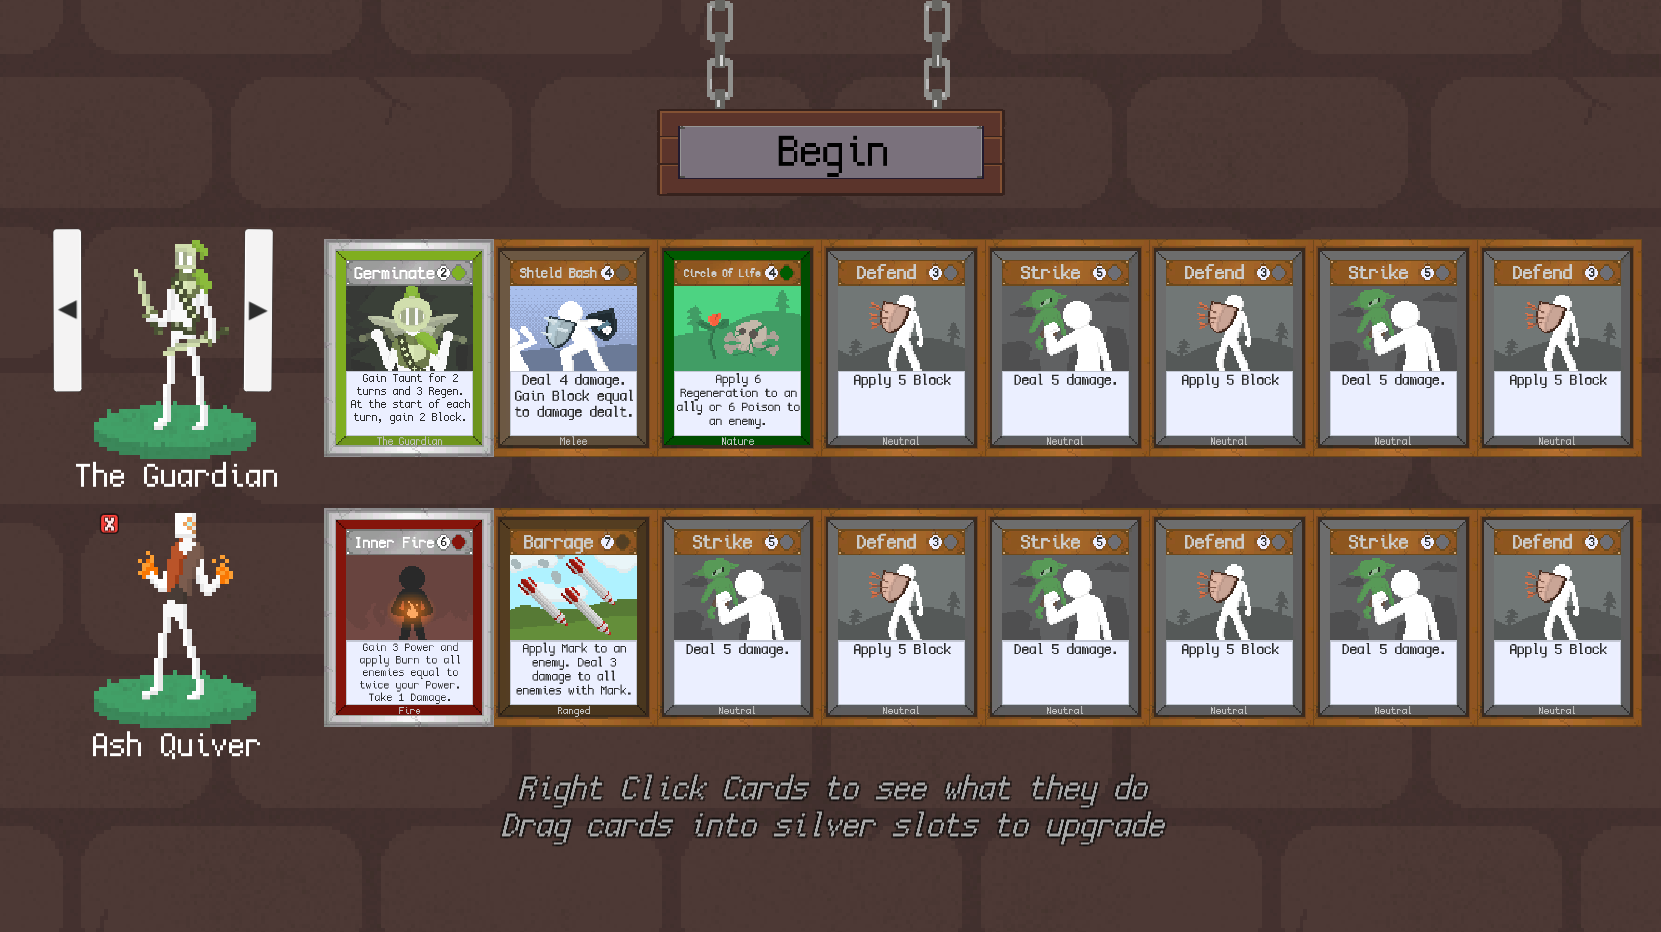 Begin
Germinate 2
Gain Taunt for 2
turns and 3 Regen.
At the start of each
turn, gain 2 Block.
The Guardian
Shield Bash 4
Deal 4 damage.
Gain Block equal
to damage dealt.
Melee
Circle Of Life 4
Apply 6
Regeneration to an
ally or 6 Poison to
an enemy.
Nature
Defend 3
Apply 5 Block
Neutral
Strike 5
Deal 5 damage.
Neutral
Defend 3
Apply 5 Block
Neutral
Strike 5
Deal 5 damage.
Neutral
Defend 3
Apply 5 Block
Neutral
The Guardian
X
Inner Fire 6
Gain 3 Power and
apply Burn to all
enemies equal to
twice your Power.
Take 1 Damage.
Fire
Barrage 7
Apply Mark to an
enemy. Deal 3
damage to all
enemies with Mark.
Ranged
Strike 5
Deal 5 damage.
Neutral
Defend 3
Apply 5 Block
Neutral
Strike 5
Deal 5 damage.
Neutral
Defend 3
Apply 5 Block
Neutral
Strike 5
Deal 5 damage.
Neutral
Defend 3
Apply 5 Block
Neutral
Ash Quiver
Right Click Cards to see what they do
Drag cards into silver slots to upgrade